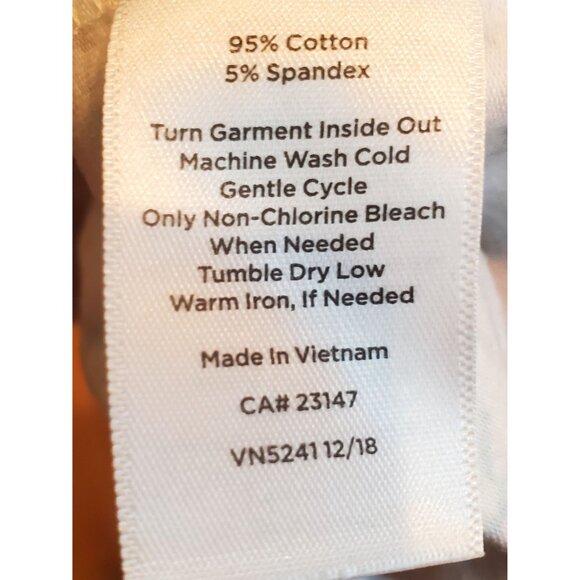 95% Cotton
5% Spandex
Turn Garment Inside Out
Machine Wash Cold
Gentle Cycle
Only Non-Chlorine Bleach
When Needed
Tumble Dry Low
Warm Iron, If Needed
Made In Vietnam
CA# 23147
VN5241 12/18